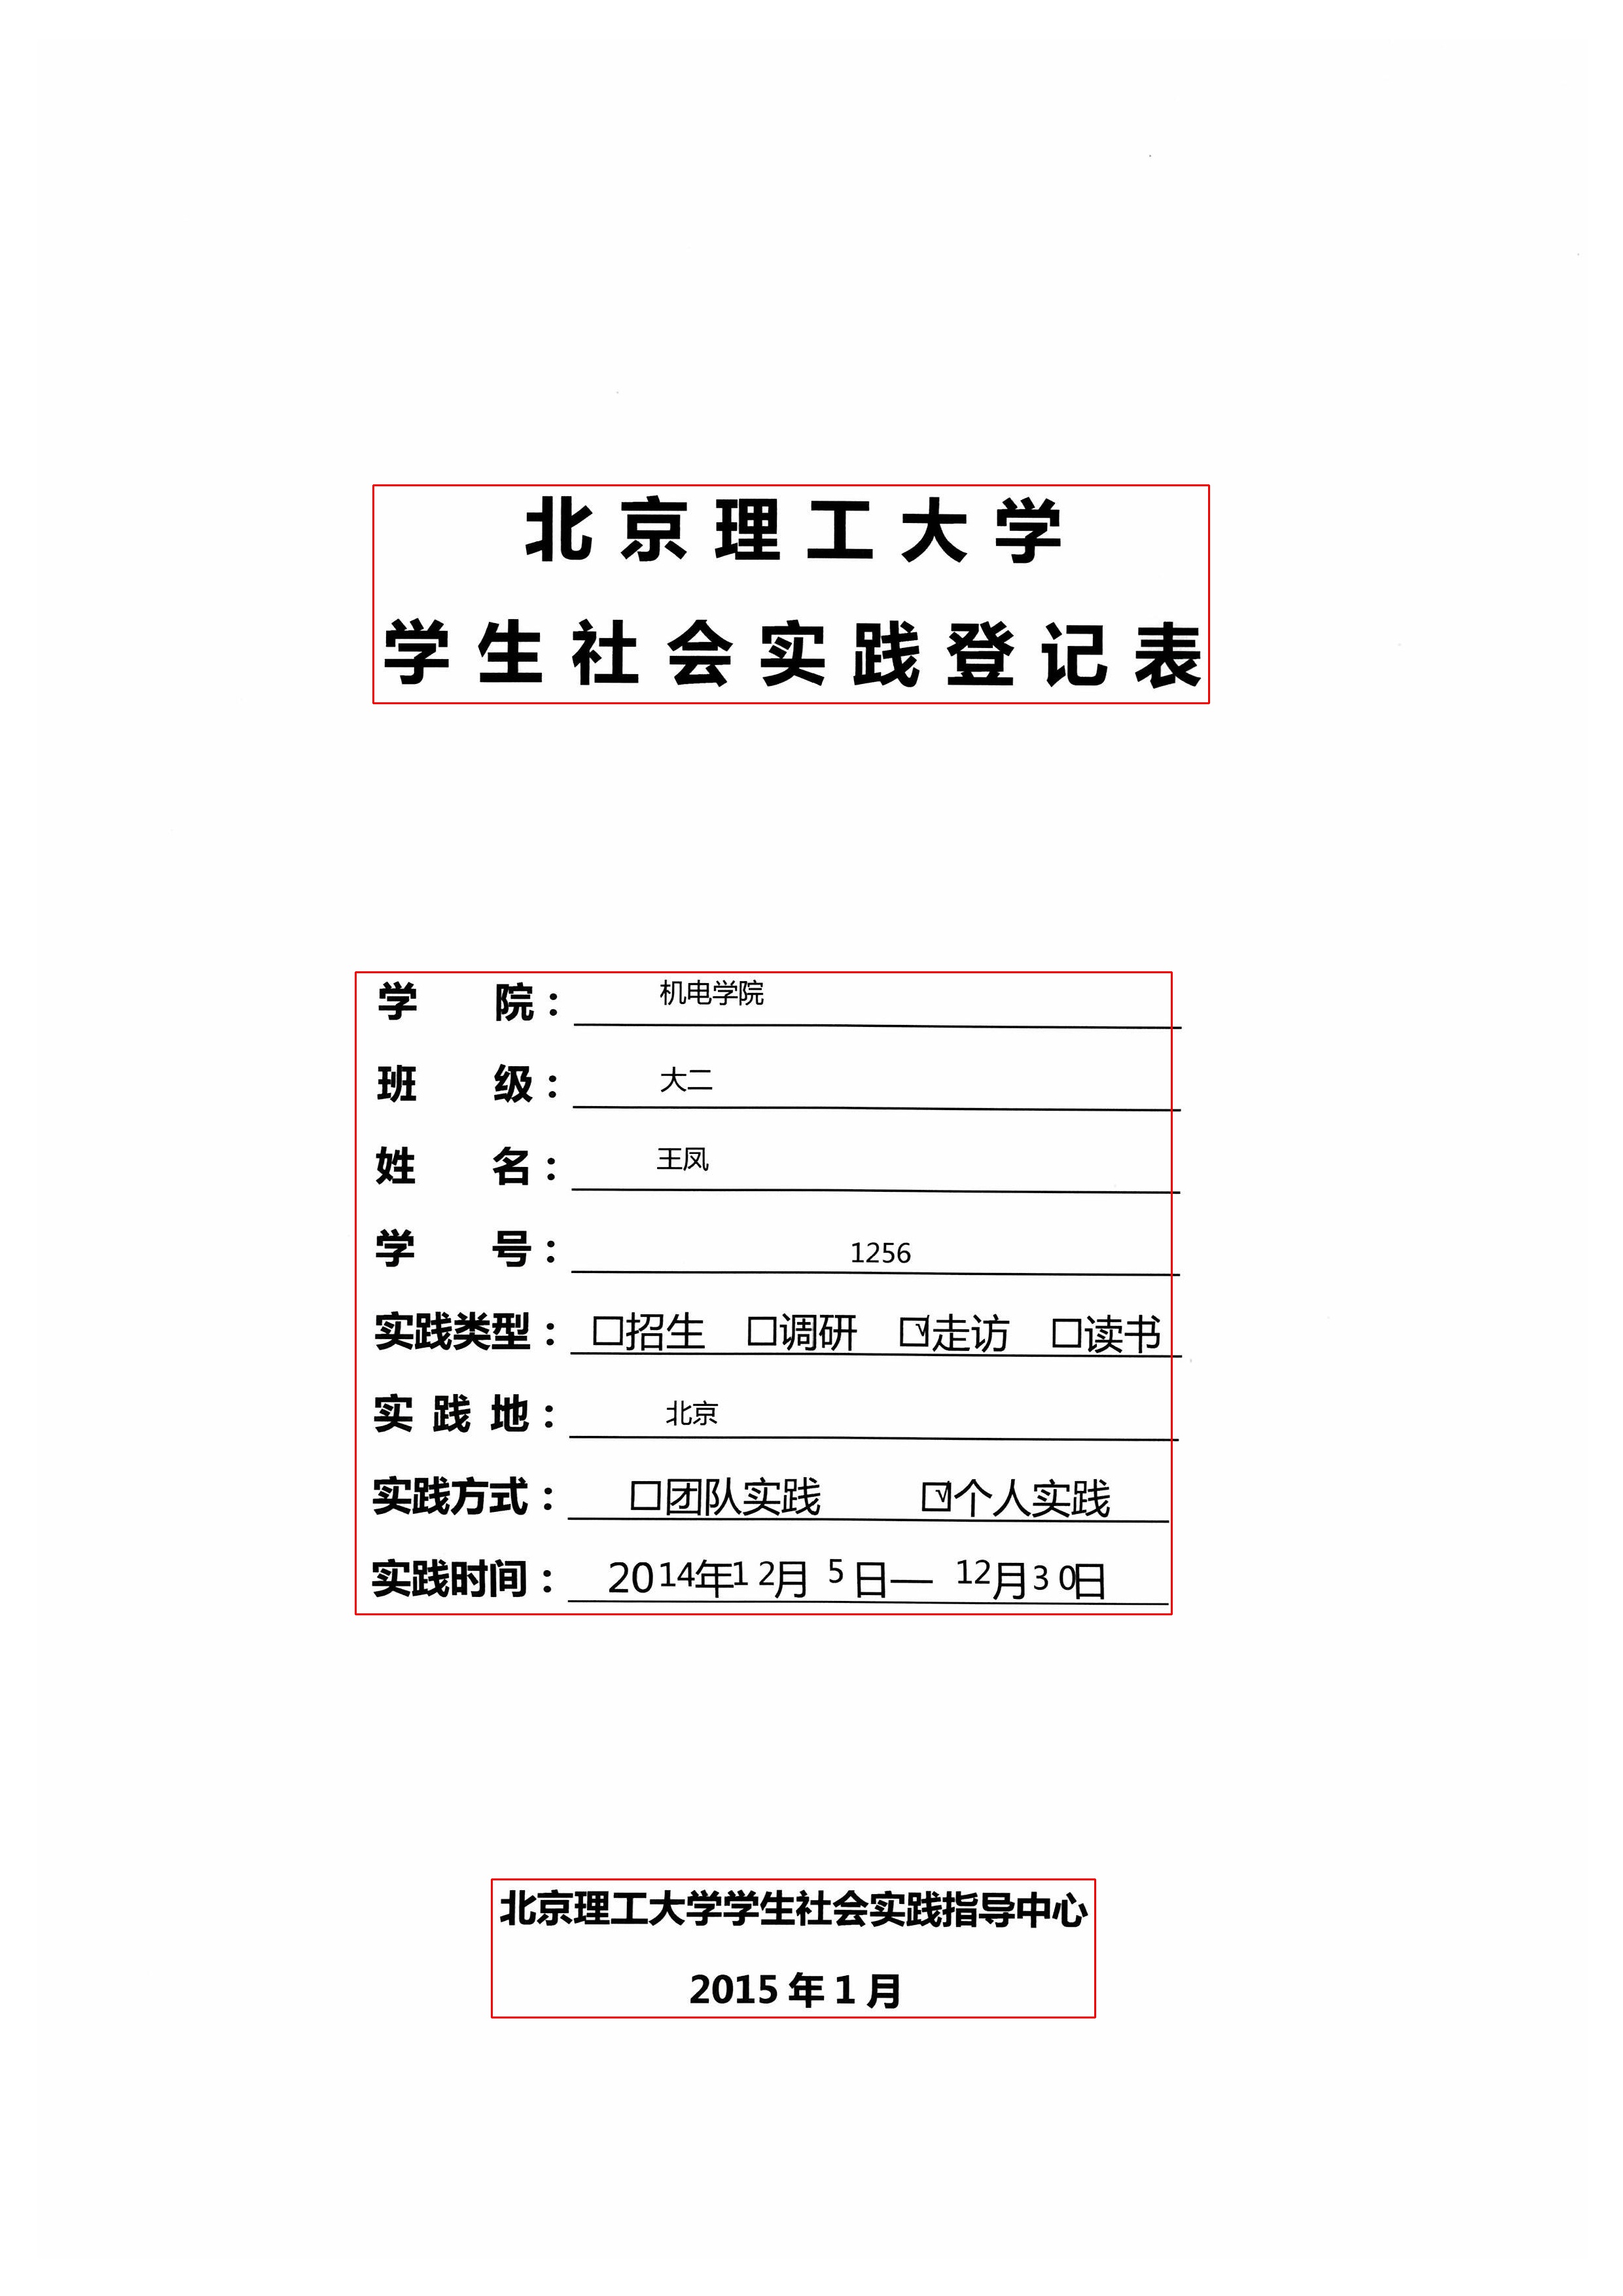 北京理工大学
学生社会实践登记表
学 院：机电学院
班 级：大二
姓 名：王凤
学 号：1256
实践类型：□招生 □调研 ☑走访 □读书
实 践 地：北京
实践方式：□团队实践 ☑个人实践
实践时间：2014年12月5日— 12月30日
北京理工大学学生社会实践指导中心
2015年1月